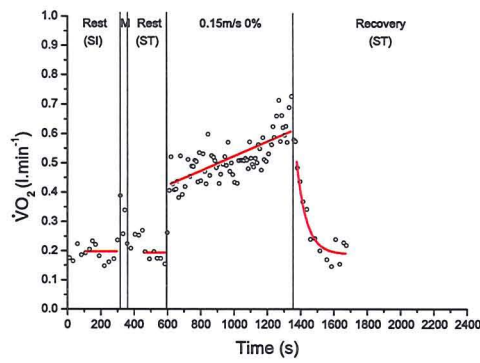 Rest M Rest 0.15m/s 0% Recovery
(SI) (ST) (ST)
1.0
0.9
0.8
0.7
0.6
0.5
0.4
0.3
0.2
0.1
0.0
V̇O₂ (l.min⁻¹)
0 200 400 600 800 1000 1200 1400 1600 1800 2000 2200 2400
Time (s)